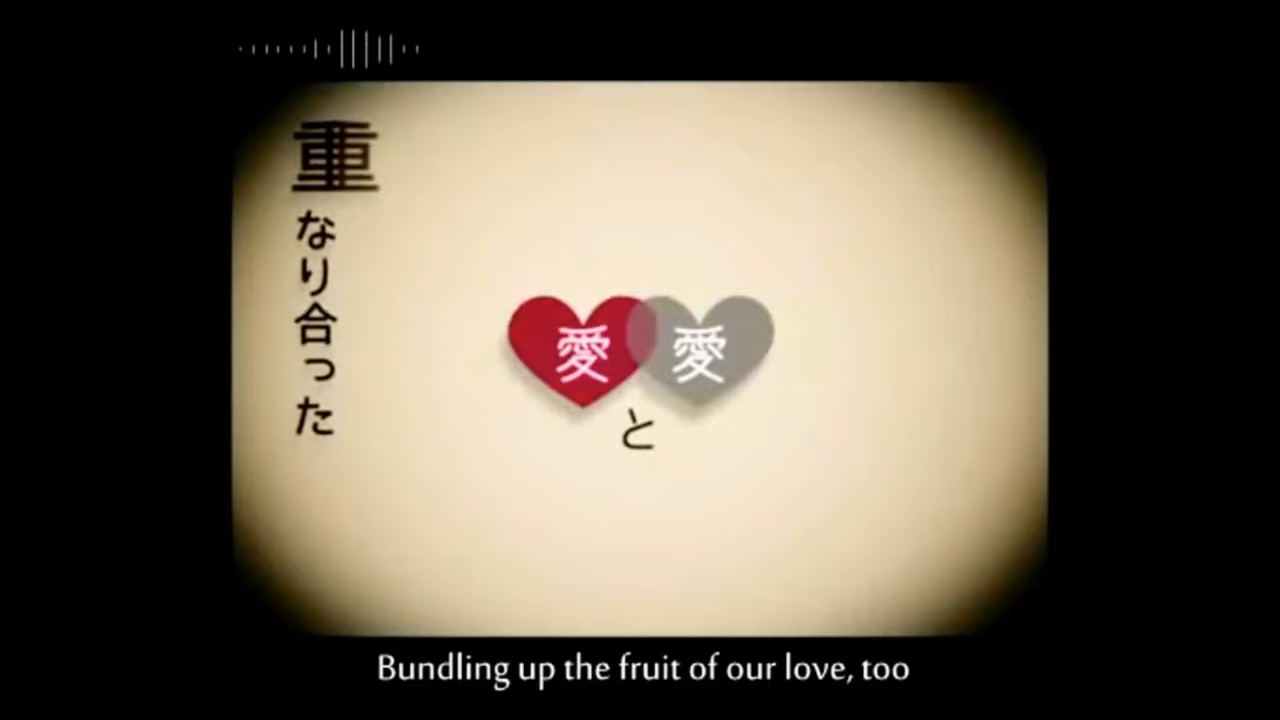 重なり合った
愛 愛
と
Bundling up the fruit of our love, too